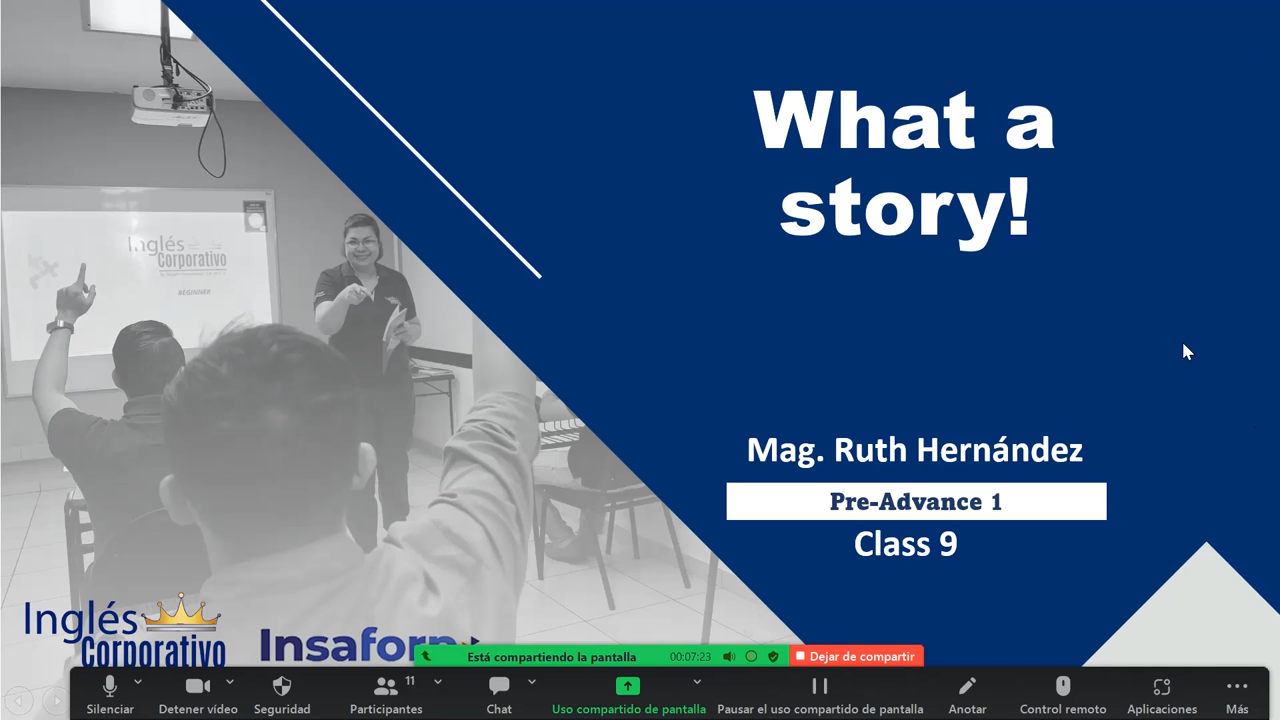 What a
story!
Inglés
Corporativo
BEGINNER
Mag. Ruth Hernández
Pre-Advance 1
Class 9
Inglés
Corporativo
Insaforp
Está compartiendo la pantalla
00:07:23
Dejar de compartir
11
Silenciar
Detener vídeo
Seguridad
Participantes
Chat
Uso compartido de pantalla
Pausar el uso compartido de pantalla
Anotar
Control remoto
Aplicaciones
Más